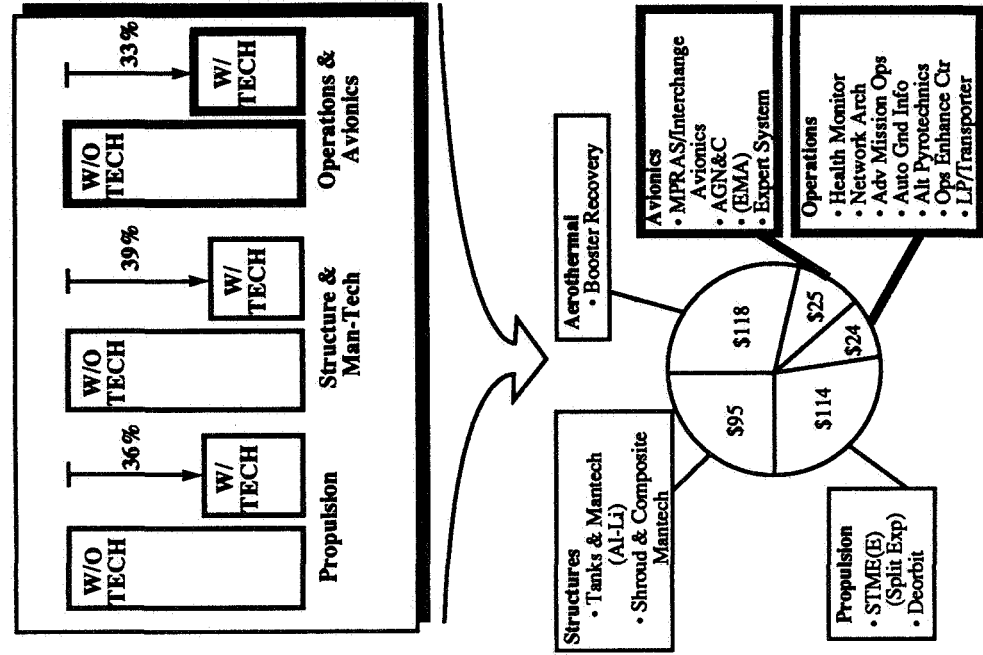 W/O
TECH
36%
W/
TECH
Propulsion
W/O
TECH
39%
W/
TECH
Structure &
Man-Tech
W/O
TECH
33%
W/
TECH
Operations &
Avionics
Structures
• Tanks & Mantech
(Al-Li)
• Shroud & Composite
Mantech
Aerothermal
• Booster Recovery
Avionics
• MPRAS/Interchange
Avionics
• AGN&C
• (EMA)
• Expert System
Operations
• Health Monitor
• Network Arch
• Adv Mission Ops
• Auto Gnd Info
• Alt Pyrotechnics
• Ops Enhance Ctr
• LP/Transporter
Propulsion
• STME(E)
(Split Exp)
• Deorbit
$95
$118
$25
$24
$114